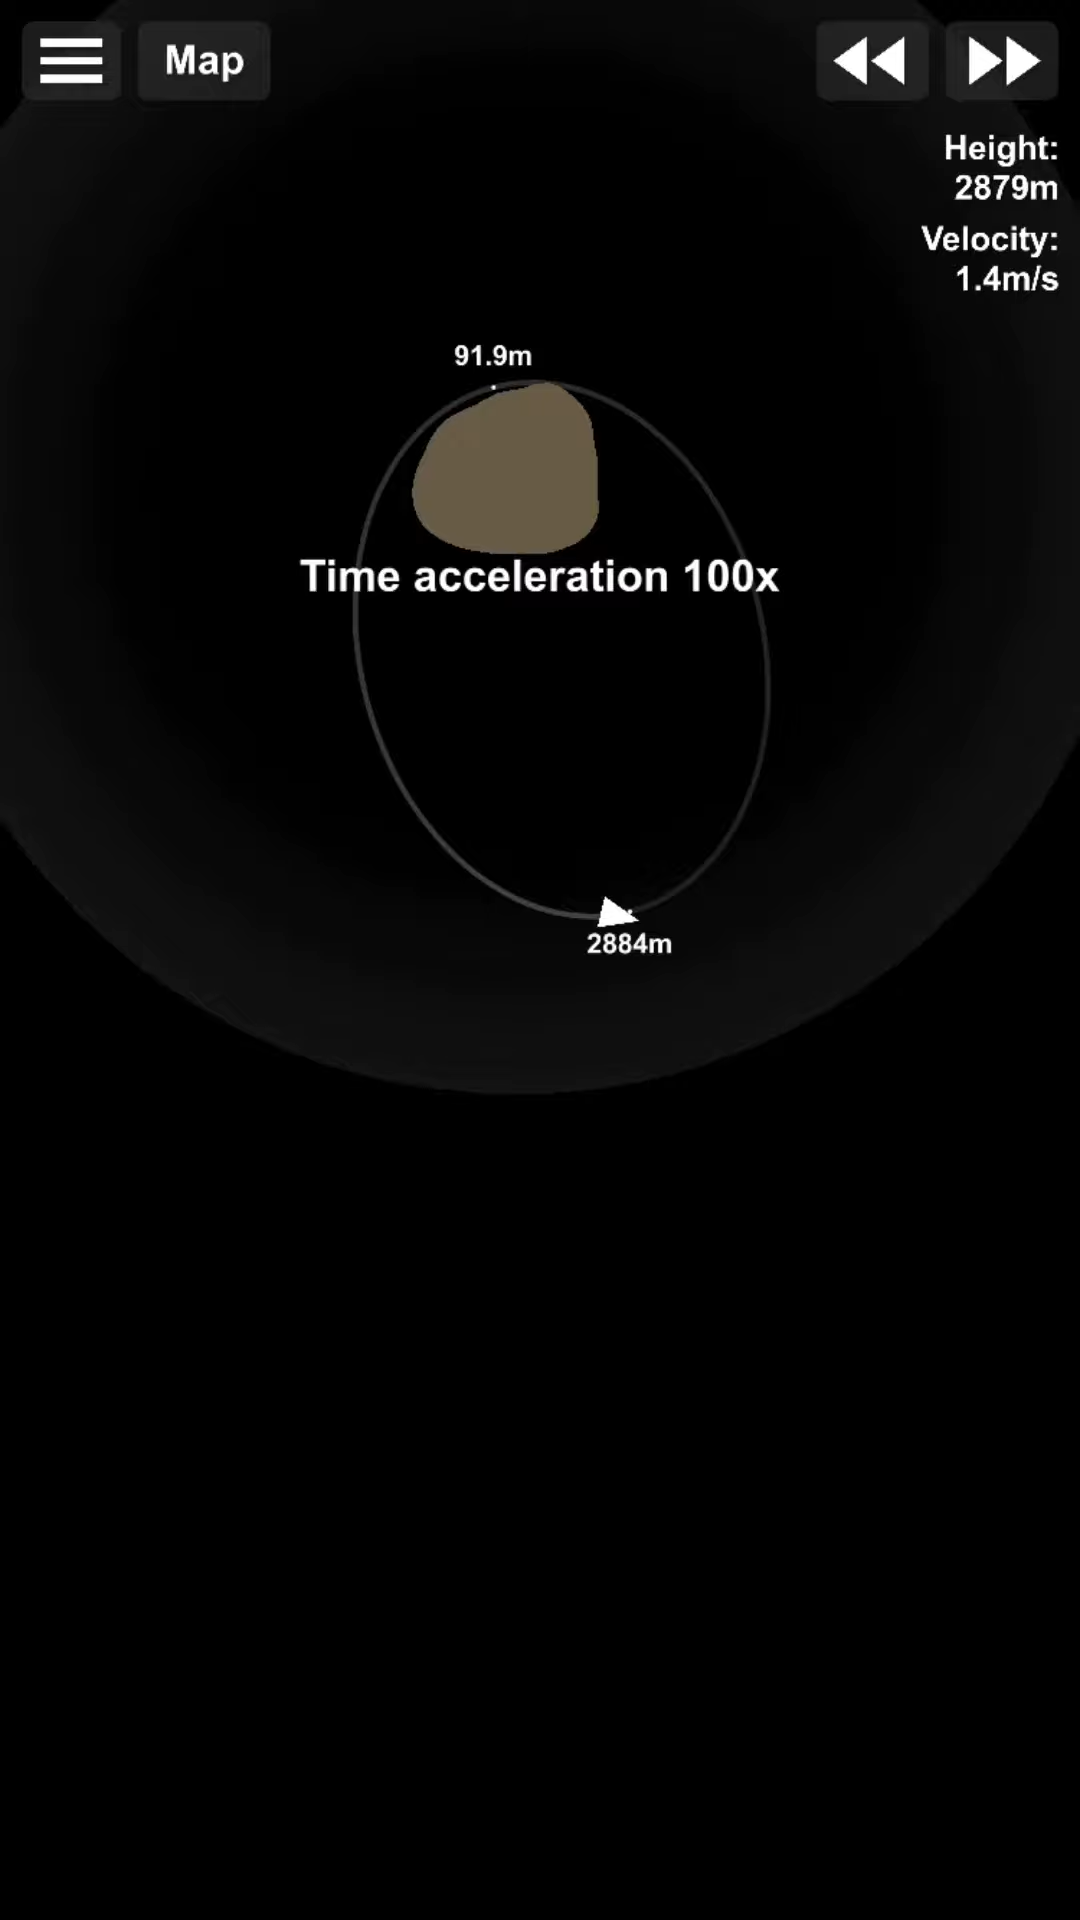 Map
Height:
2879m
Velocity:
1.4m/s
91.9m
Time acceleration 100x
2884m